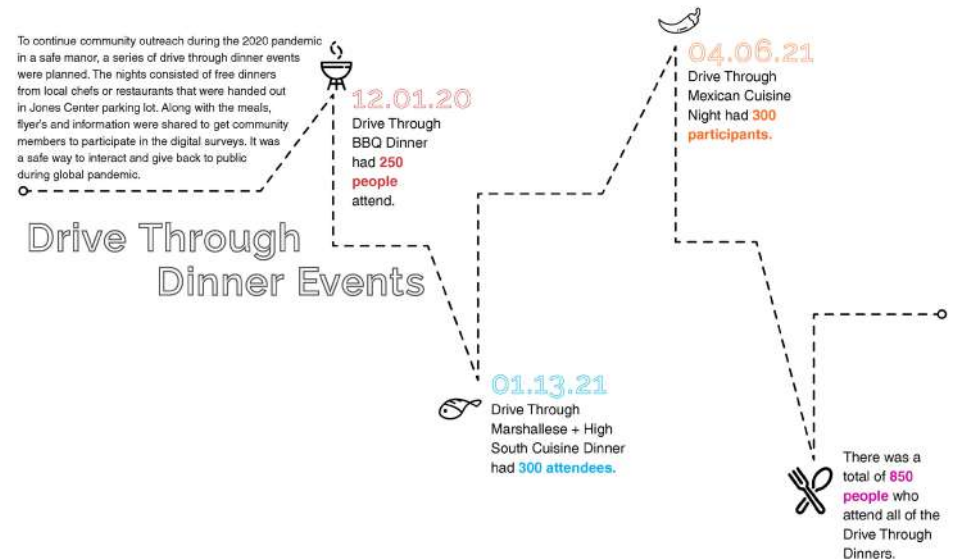 To continue community outreach during the 2020 pandemic
in a safe manor, a series of drive through dinner events
were planned. The nights consisted of free dinners
from local chefs or restaurants that were handed out
in Jones Center parking lot. Along with the meals,
flyer's and information were shared to get community
members to participate in the digital surveys. It was
a safe way to interact and give back to public
during global pandemic.
Drive Through
Dinner Events
12.01.20
Drive Through
BBQ Dinner
had 250
people
attend.
01.13.21
Drive Through
Marshallese + High
South Cuisine Dinner
had 300 attendees.
04.06.21
Drive Through
Mexican Cuisine
Night had 300
participants.
There was a
total of 850
people who
attend all of the
Drive Through
Dinners.